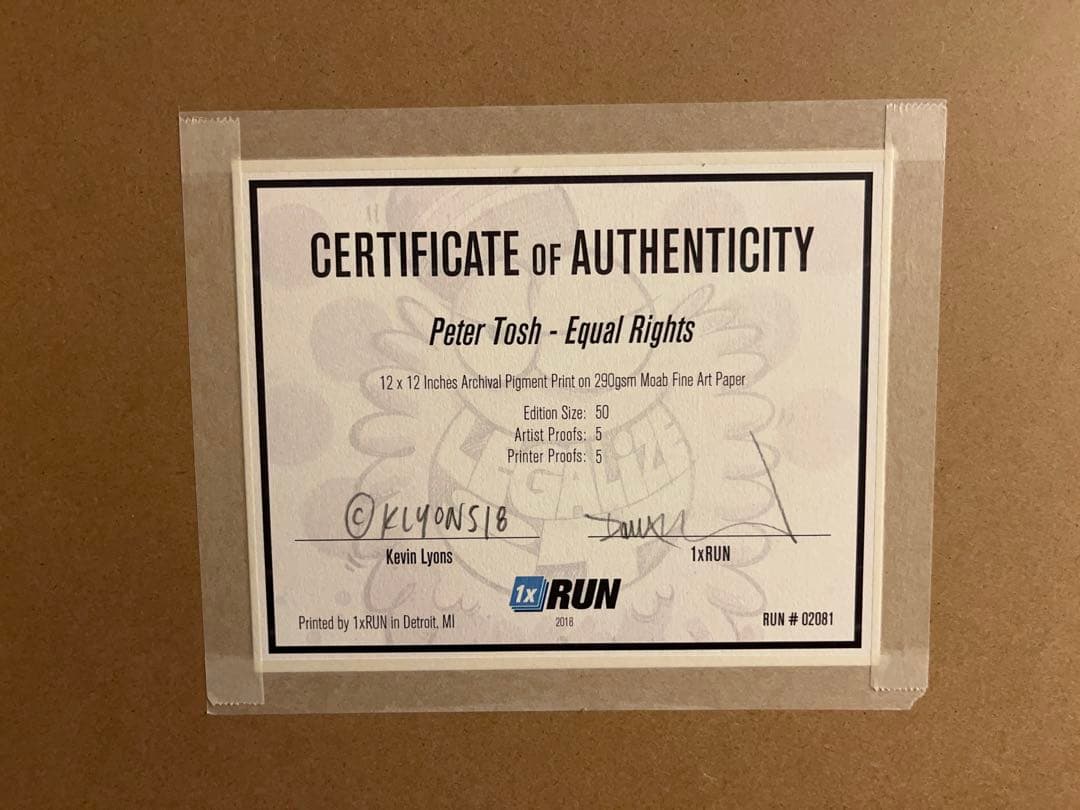 CERTIFICATE OF AUTHENTICITY
Peter Tosh - Equal Rights
12 x 12 Inches Archival Pigment Print on 290gsm Moab Fine Art Paper
Edition Size: 50
Artist Proofs: 5
Printer Proofs: 5
LEGALIZE
© KLYONS18
Kevin Lyons
1xRUN
1x RUN
2018
Printed by 1xRUN in Detroit, MI
RUN # 02081